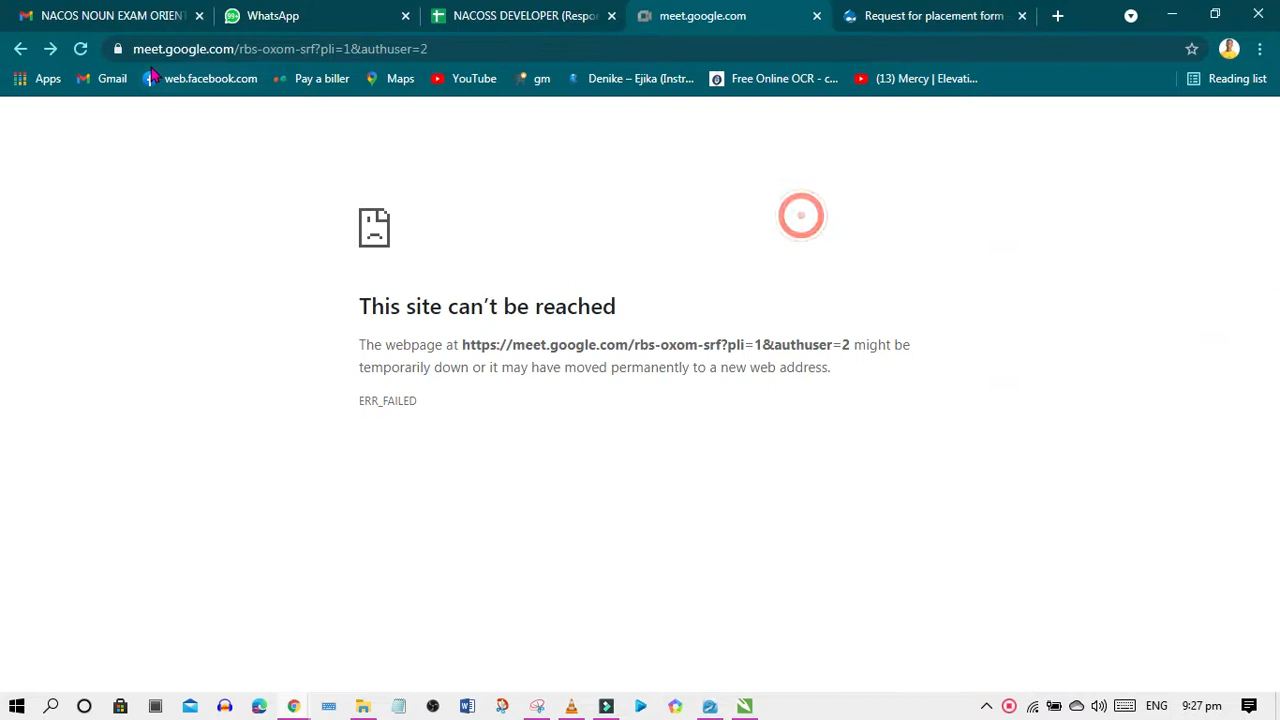 NACOS NOUN EXAM ORIENT
WhatsApp
NACOSS DEVELOPER (Respo
meet.google.com
Request for placement form
meet.google.com/rbs-oxom-srf?pli=1&authuser=2
Apps
Gmail
web.facebook.com
Pay a biller
Maps
YouTube
gm
Denike – Ejika (Instr...
Free Online OCR - c...
(13) Mercy | Elevati...
Reading list
This site can’t be reached
The webpage at https://meet.google.com/rbs-oxom-srf?pli=1&authuser=2 might be
temporarily down or it may have moved permanently to a new web address.
ERR_FAILED
ENG
9:27 pm